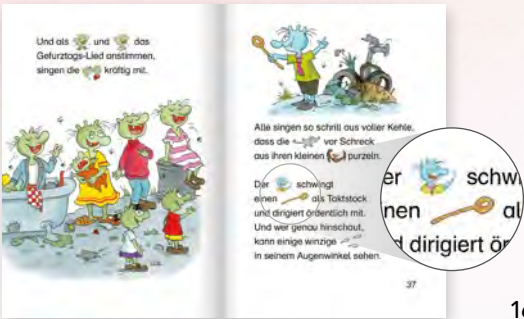 Und als und das
Gefurztags-Lied anstimmen,
singen die kräftig mit.
Alle singen so schrill aus voller Kehle,
dass die vor Schreck
aus ihren kleinen purzeln.
Der schwingt
einen als Taktstock
und dirigiert ördentlich mit.
Und wer genau hinschaut,
kann einige winzige
in seinem Augenwinkel sehen.
37
er schw
nen al
d dirigiert ör